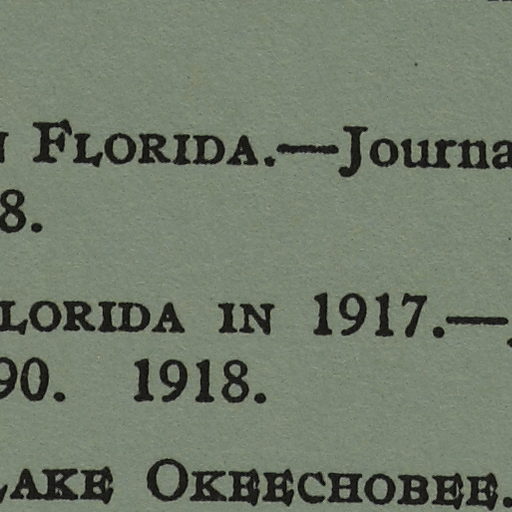 N FLORIDA.—Journa
8.
LORIDA IN 1917.—
90. 1918.
LAKE OKEECHOBEE.